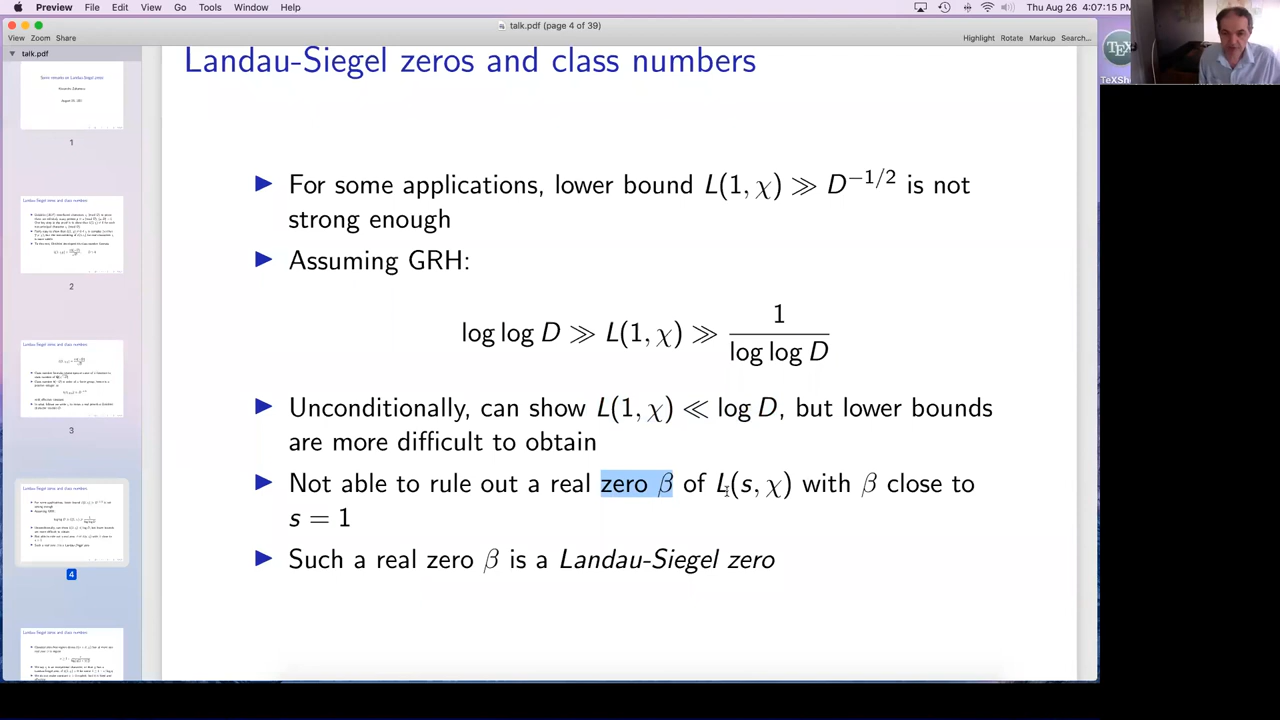 Preview File Edit View Go Tools Window Help
Thu Aug 26 4:07:15 PM
talk.pdf (page 4 of 39)
View Zoom Share
Highlight Rotate Markup Search...
talk.pdf
TEX
TeXSho
Landau-Siegel zeros and class numbers
For some applications, lower bound L(1, χ) ≫ D^{−1/2} is not
strong enough
Assuming GRH:
log log D ≫ L(1, χ) ≫ 1 / log log D
Unconditionally, can show L(1, χ) ≪ log D, but lower bounds
are more difficult to obtain
Not able to rule out a real zero β of L(s, χ) with β close to
s = 1
Such a real zero β is a Landau-Siegel zero
1
2
3
4